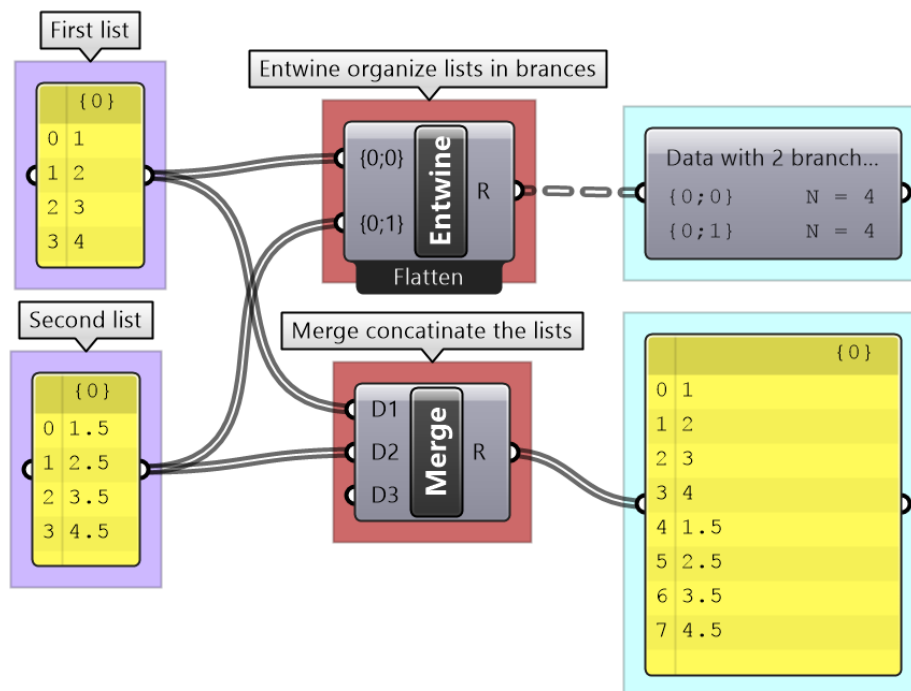 First list
{0}
0 1
1 2
2 3
3 4
Entwine organize lists in brances
{0;0}
{0;1}
Entwine
R
Flatten
Data with 2 branch...
{0;0} N = 4
{0;1} N = 4
Second list
{0}
0 1.5
1 2.5
2 3.5
3 4.5
Merge concatinate the lists
D1
D2
D3
Merge
R
{0}
0 1
1 2
2 3
3 4
4 1.5
5 2.5
6 3.5
7 4.5